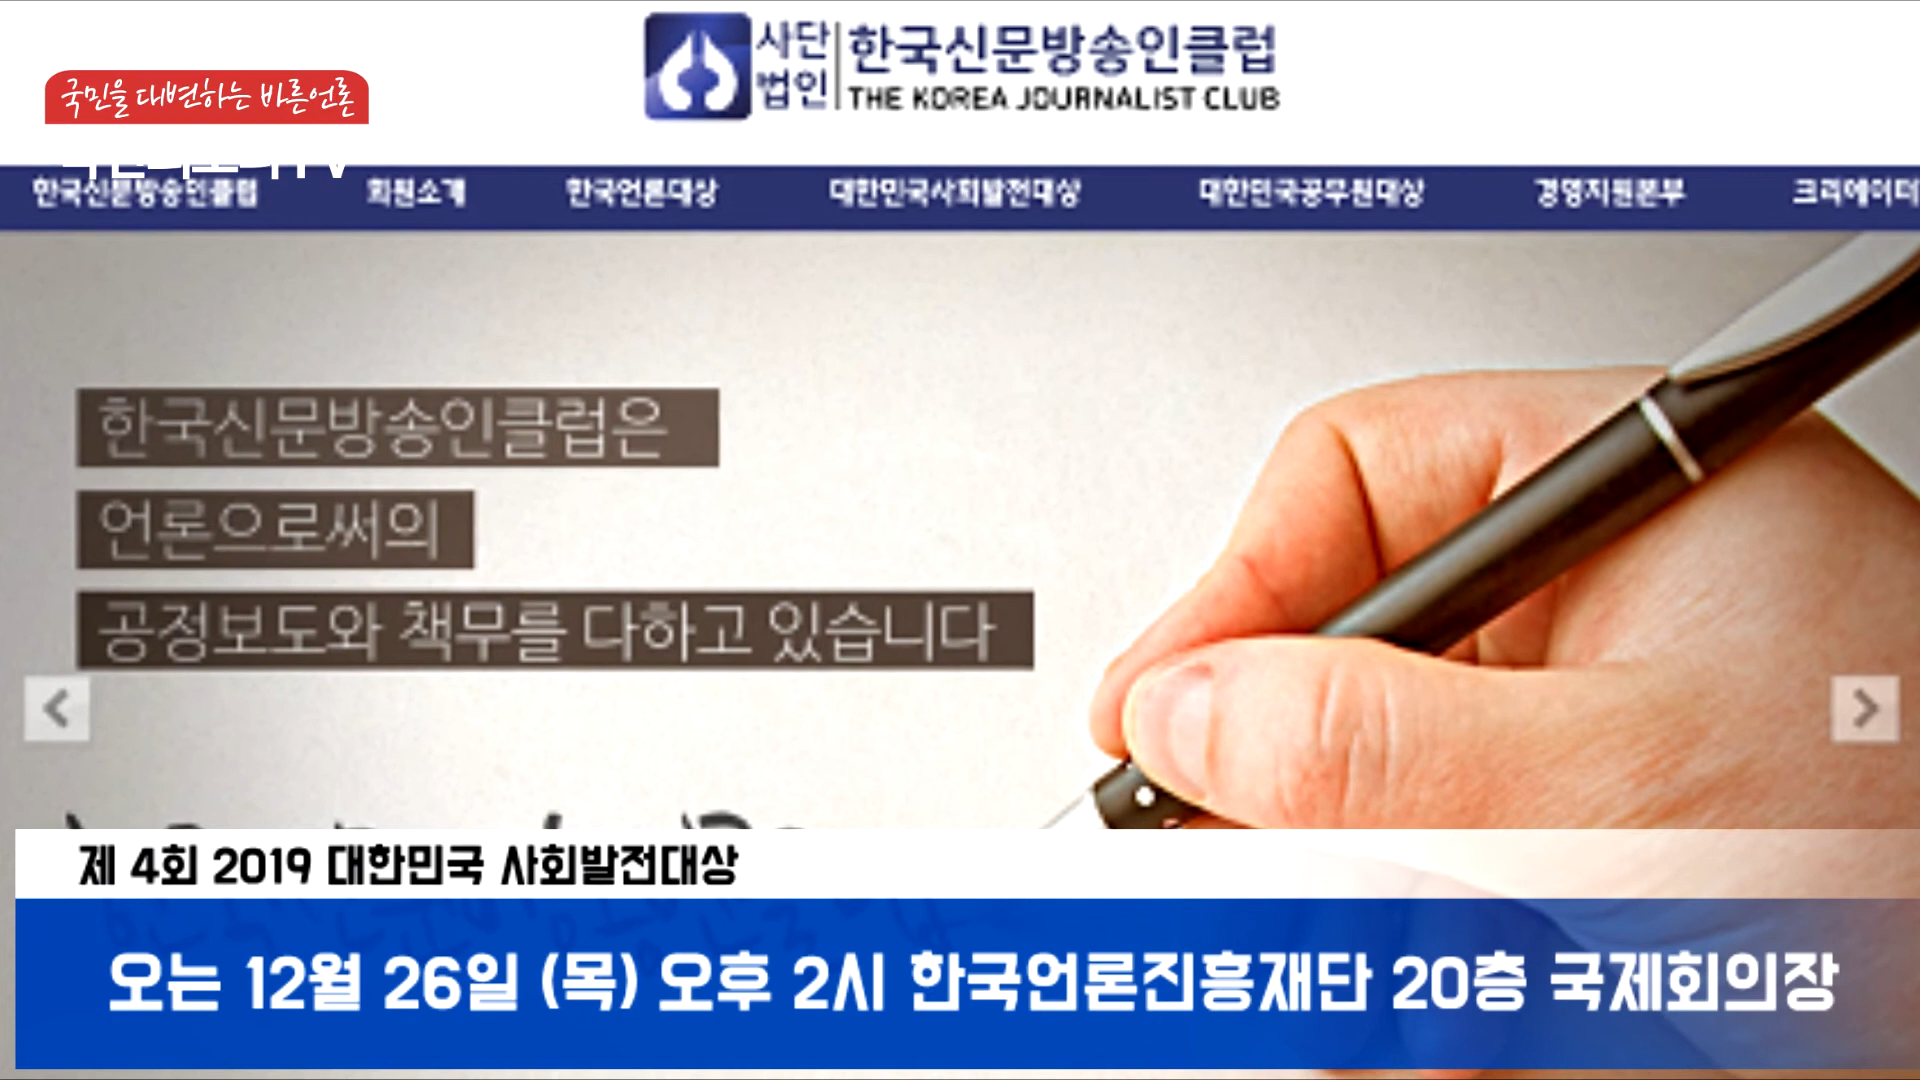 사단
법인
한국신문방송인클럽
THE KOREA JOURNALIST CLUB
국민을 대변하는 바른언론
한국신문방송인클럽 회원소개 한국언론대상 대한민국사회발전대상 대한민국공무원대상 경영지원본부 크리에이터
한국신문방송인클럽은
언론으로써의
공정보도와 책무를 다하고 있습니다
제 4회 2019 대한민국 사회발전대상
오는 12월 26일 (목) 오후 2시 한국언론진흥재단 20층 국제회의장